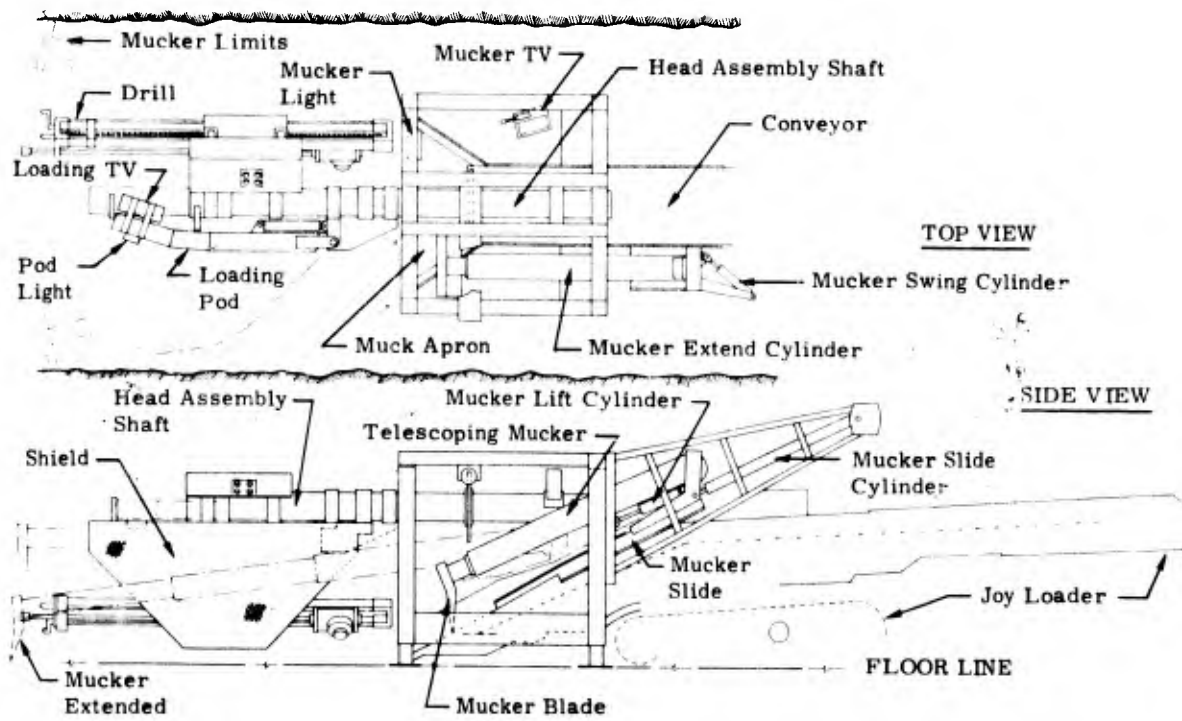 Mucker Limits
Mucker TV
Mucker
Light
Head Assembly Shaft
Drill
Conveyor
Loading TV
TOP VIEW
Pod
Light
Loading
Pod
Mucker Swing Cylinder
Muck Apron
Mucker Extend Cylinder
Head Assembly
Shaft
Mucker Lift Cylinder
SIDE VIEW
Telescoping Mucker
Shield
Mucker Slide
Cylinder
Mucker
Slide
Joy Loader
FLOOR LINE
Mucker
Extended
Mucker Blade